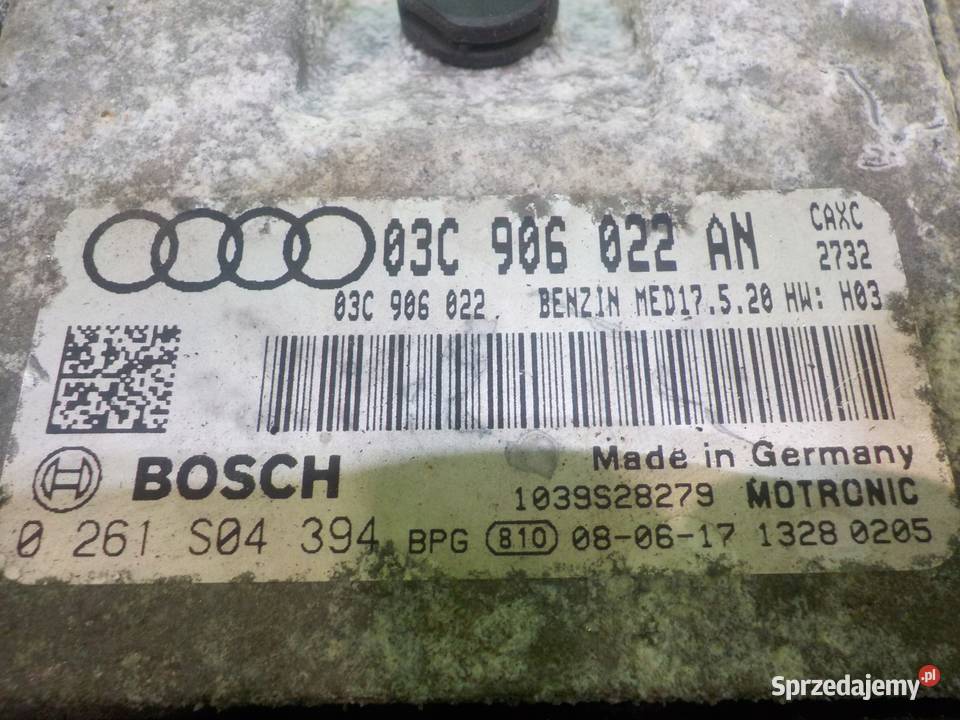 03C 906 022 AN CAXC
2732
03C 906 022 BENZIN MED17.5.20 HW: H03
BOSCH Made in Germany
1039S28279 MOTRONIC
0 261 S04 394 BPG 810 08-06-17 1328 0205
Sprzedajemy.pl